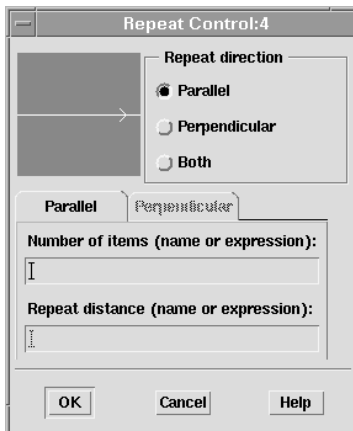 Repeat Control:4
Repeat direction
Parallel
Perpendicular
Both
Parallel Perpendicular
Number of items (name or expression):
Repeat distance (name or expression):
OK Cancel Help